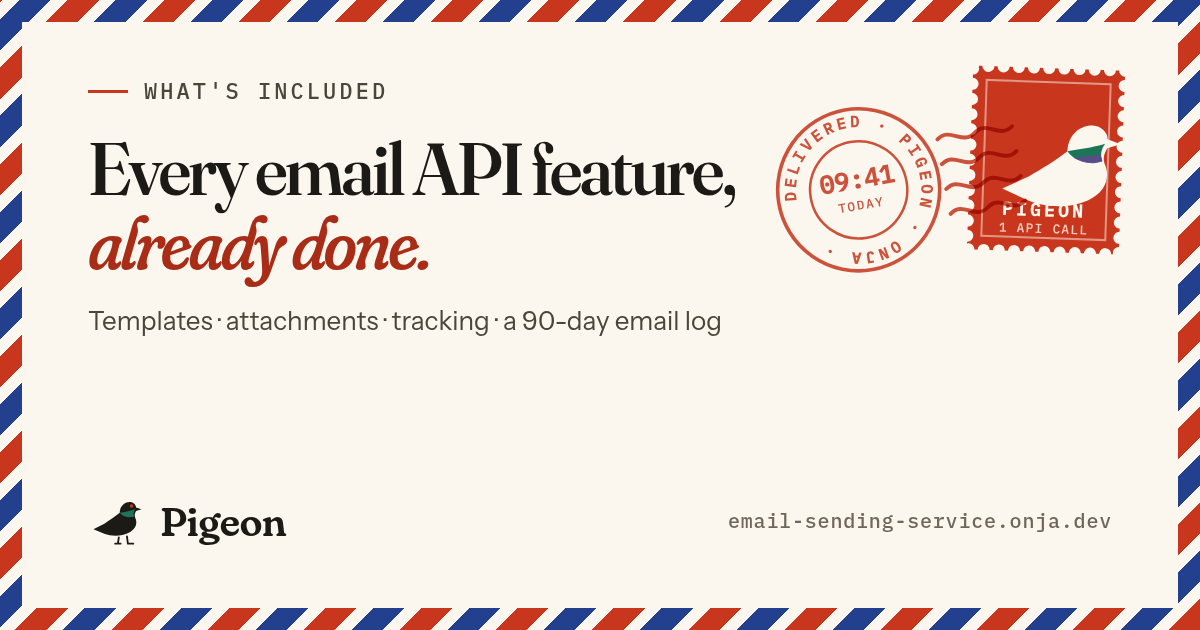 WHAT'S INCLUDED
Every email API feature,
already done.
Templates · attachments · tracking · a 90-day email log
DELIVERED · PIGEON · ONJA ·
09:41
TODAY
PIGEON
1 API CALL
Pigeon
email-sending-service.onja.dev